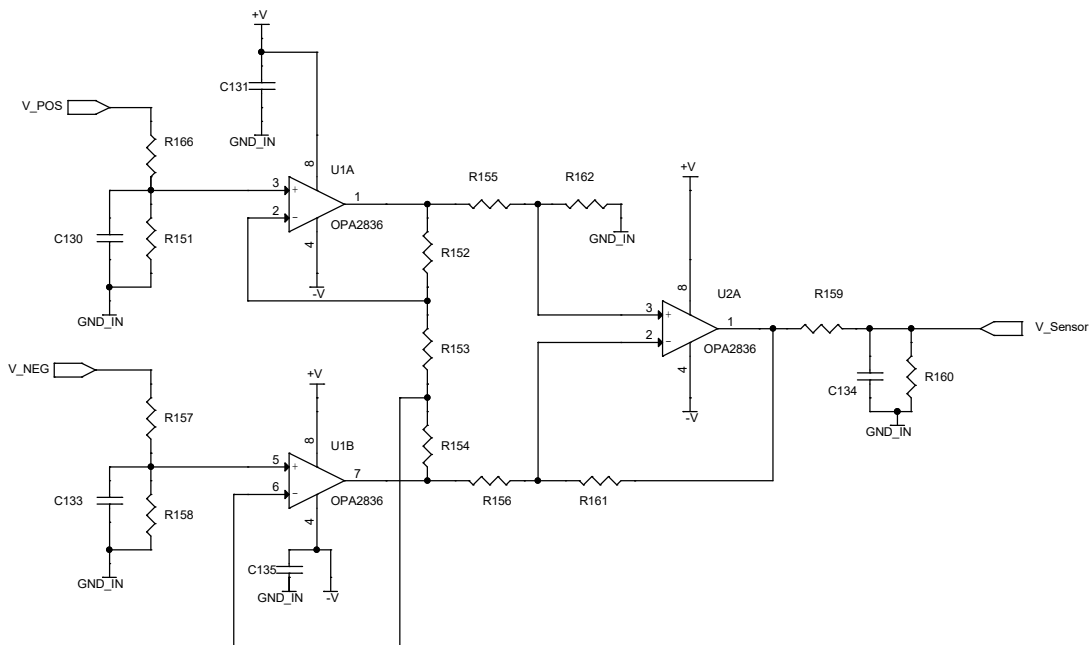 +V
C131
GND_IN
V_POS
R166
R151
C130
GND_IN
8
U1A
3
+
2
−
1
OPA2836
4
-V
R155
R162
GND_IN
R152
R153
R154
+V
8
U2A
3
+
2
−
1
OPA2836
4
-V
R159
V_Sensor
C134
R160
GND_IN
V_NEG
R157
C133
R158
GND_IN
+V
8
U1B
5
+
6
−
7
OPA2836
4
C135
GND_IN
-V
R156
R161